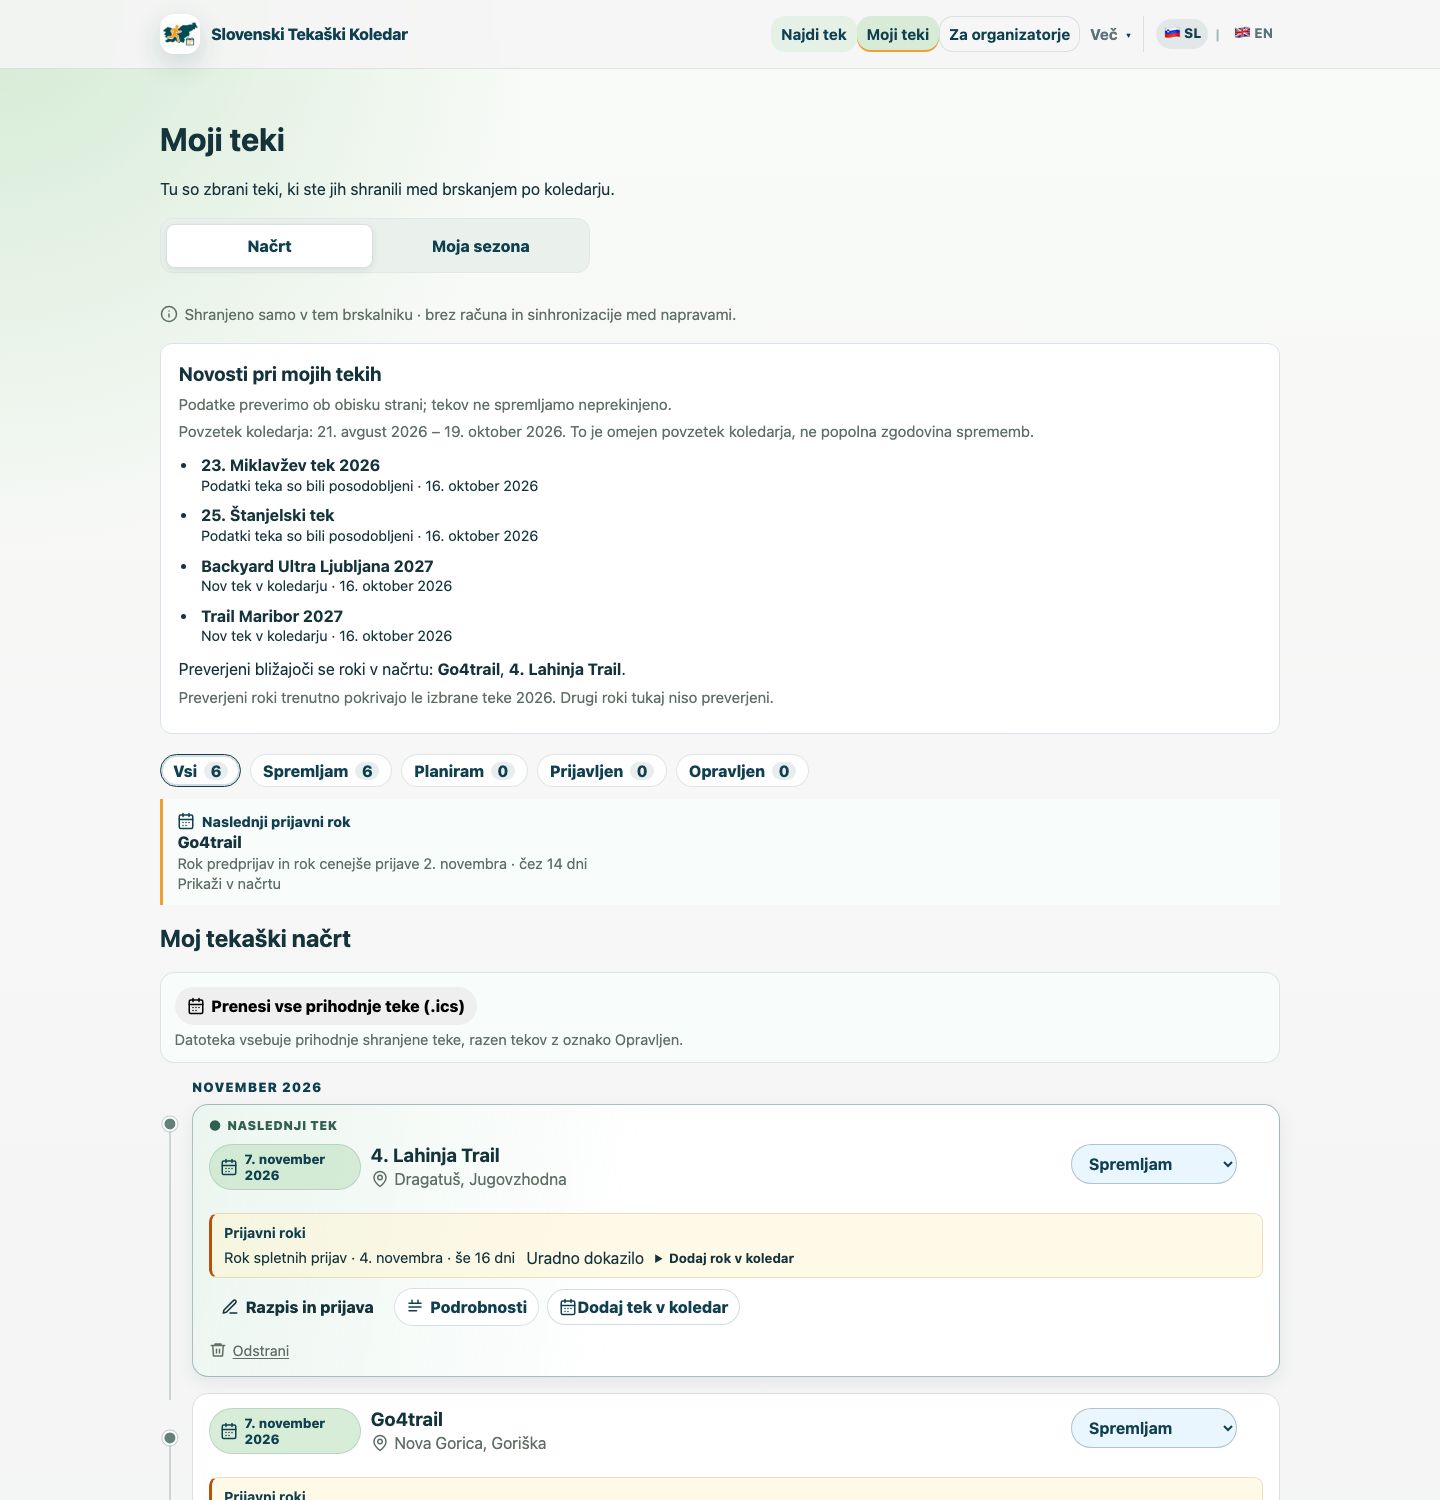 Slovenski Tekaški Koledar
Najdi tek
Moji teki
Za organizatorje
Več
SL
|
EN
Moji teki
Tu so zbrani teki, ki ste jih shranili med brskanjem po koledarju.
Načrt
Moja sezona
Shranjeno samo v tem brskalniku · brez računa in sinhronizacije med napravami.
Novosti pri mojih tekih
Podatke preverimo ob obisku strani; tekov ne spremljamo neprekinjeno.
Povzetek koledarja: 21. avgust 2026 – 19. oktober 2026. To je omejen povzetek koledarja, ne popolna zgodovina sprememb.
• 23. Miklavžev tek 2026
Podatki teka so bili posodobljeni · 16. oktober 2026
• 25. Štanjelski tek
Podatki teka so bili posodobljeni · 16. oktober 2026
• Backyard Ultra Ljubljana 2027
Nov tek v koledarju · 16. oktober 2026
• Trail Maribor 2027
Nov tek v koledarju · 16. oktober 2026
Preverjeni bližajoči se roki v načrtu: Go4trail, 4. Lahinja Trail.
Preverjeni roki trenutno pokrivajo le izbrane teke 2026. Drugi roki tukaj niso preverjeni.
Vsi 6
Spremljam 6
Planiram 0
Prijavljen 0
Opravljen 0
Naslednji prijavni rok
Go4trail
Rok predprijav in rok cenejše prijave 2. novembra · čez 14 dni
Prikaži v načrtu
Moj tekaški načrt
Prenesi vse prihodnje teke (.ics)
Datoteka vsebuje prihodnje shranjene teke, razen tekov z oznako Opravljen.
NOVEMBER 2026
NASLEDNJI TEK
7. november
2026
4. Lahinja Trail
Dragatuš, Jugovzhodna
Spremljam
Prijavni roki
Rok spletnih prijav · 4. novembra · še 16 dni Uradno dokazilo ▶ Dodaj rok v koledar
Razpis in prijava
Podrobnosti
Dodaj tek v koledar
Odstrani
7. november
2026
Go4trail
Nova Gorica, Goriška
Spremljam
Prijavni roki